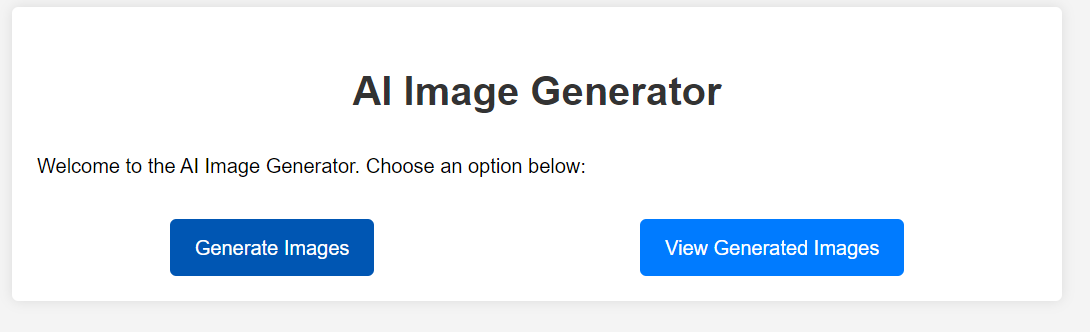 AI Image Generator
Welcome to the AI Image Generator. Choose an option below:
Generate Images
View Generated Images